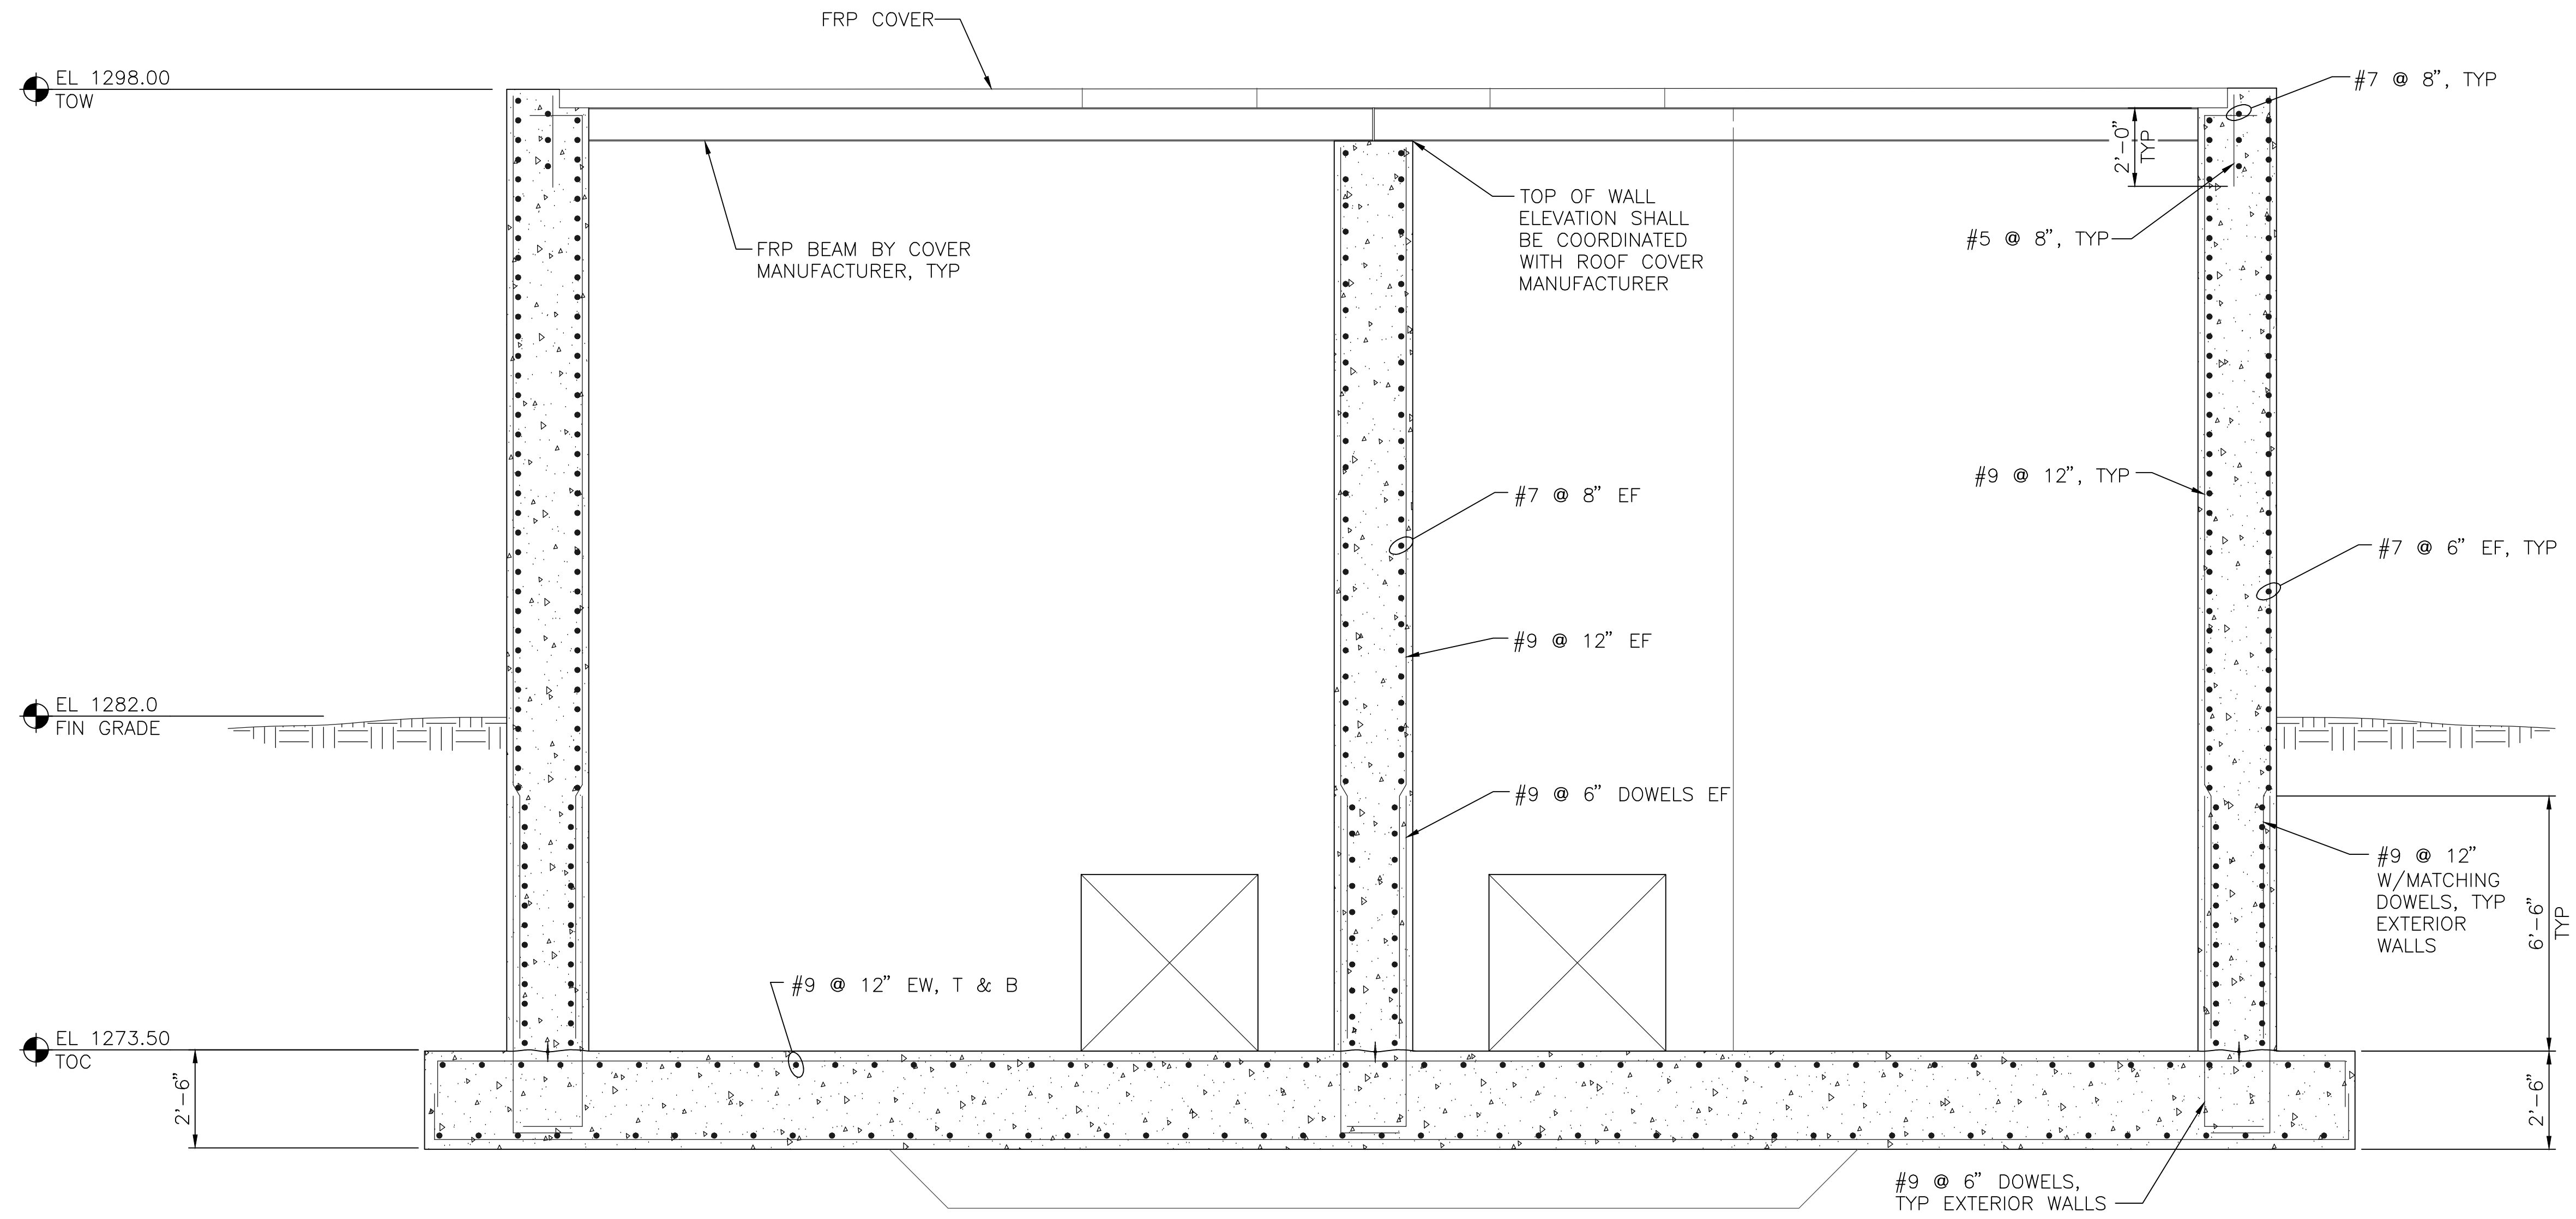 FRP COVER
EL 1298.00
TOW
#7 @ 8", TYP
2'-0"
TYP
TOP OF WALL
ELEVATION SHALL
BE COORDINATED
WITH ROOF COVER
MANUFACTURER
FRP BEAM BY COVER
MANUFACTURER, TYP
#5 @ 8", TYP
#9 @ 12", TYP
#7 @ 8" EF
#7 @ 6" EF, TYP
#9 @ 12" EF
EL 1282.0
FIN GRADE
#9 @ 6" DOWELS EF
#9 @ 12"
W/MATCHING
DOWELS, TYP
EXTERIOR
WALLS
6'-6"
TYP
#9 @ 12" EW, T & B
EL 1273.50
TOC
2'-6"
2'-6"
#9 @ 6" DOWELS,
TYP EXTERIOR WALLS